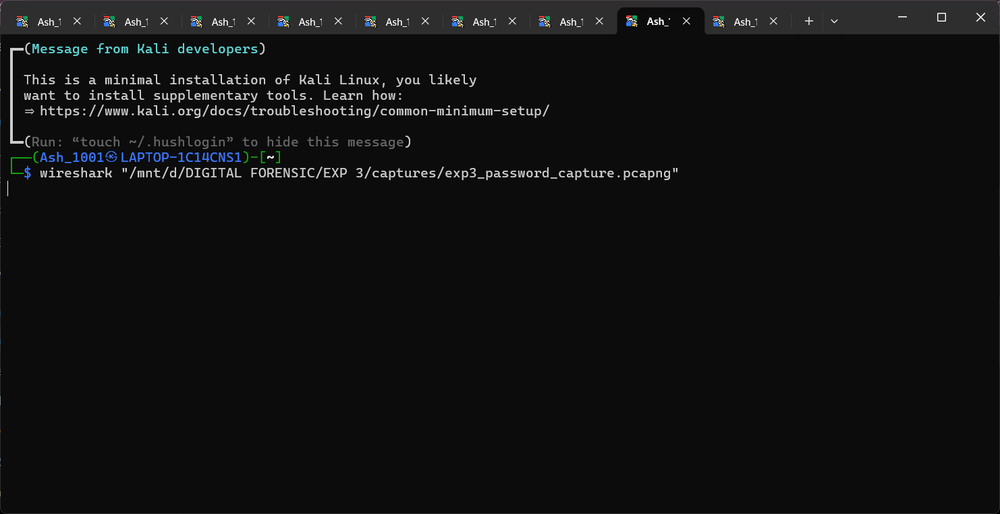 Ash_1 Ash_1 Ash_1 Ash_1 Ash_1 Ash_1 Ash_1 Ash_1 Ash_1
(Message from Kali developers)
This is a minimal installation of Kali Linux, you likely
want to install supplementary tools. Learn how:
⇒ https://www.kali.org/docs/troubleshooting/common-minimum-setup/
(Run: “touch ~/.hushlogin” to hide this message)
┌──(Ash_1001㉿LAPTOP-1C14CNS1)-[~]
└─$ wireshark "/mnt/d/DIGITAL FORENSIC/EXP 3/captures/exp3_password_capture.pcapng"